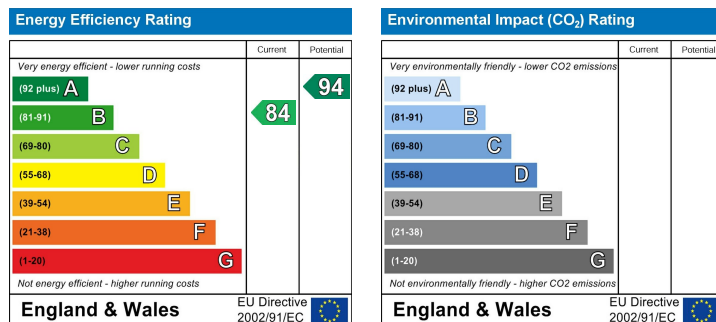 Energy Efficiency Rating
Current Potential
Very energy efficient - lower running costs
(92 plus) A
94
(81-91) B
84
(69-80) C
(55-68) D
(39-54) E
(21-38) F
(1-20) G
Not energy efficient - higher running costs
England & Wales
EU Directive
2002/91/EC
Environmental Impact (CO₂) Rating
Current Potential
Very environmentally friendly - lower CO2 emissions
(92 plus) A
(81-91) B
(69-80) C
(55-68) D
(39-54) E
(21-38) F
(1-20) G
Not environmentally friendly - higher CO2 emissions
England & Wales
EU Directive
2002/91/EC